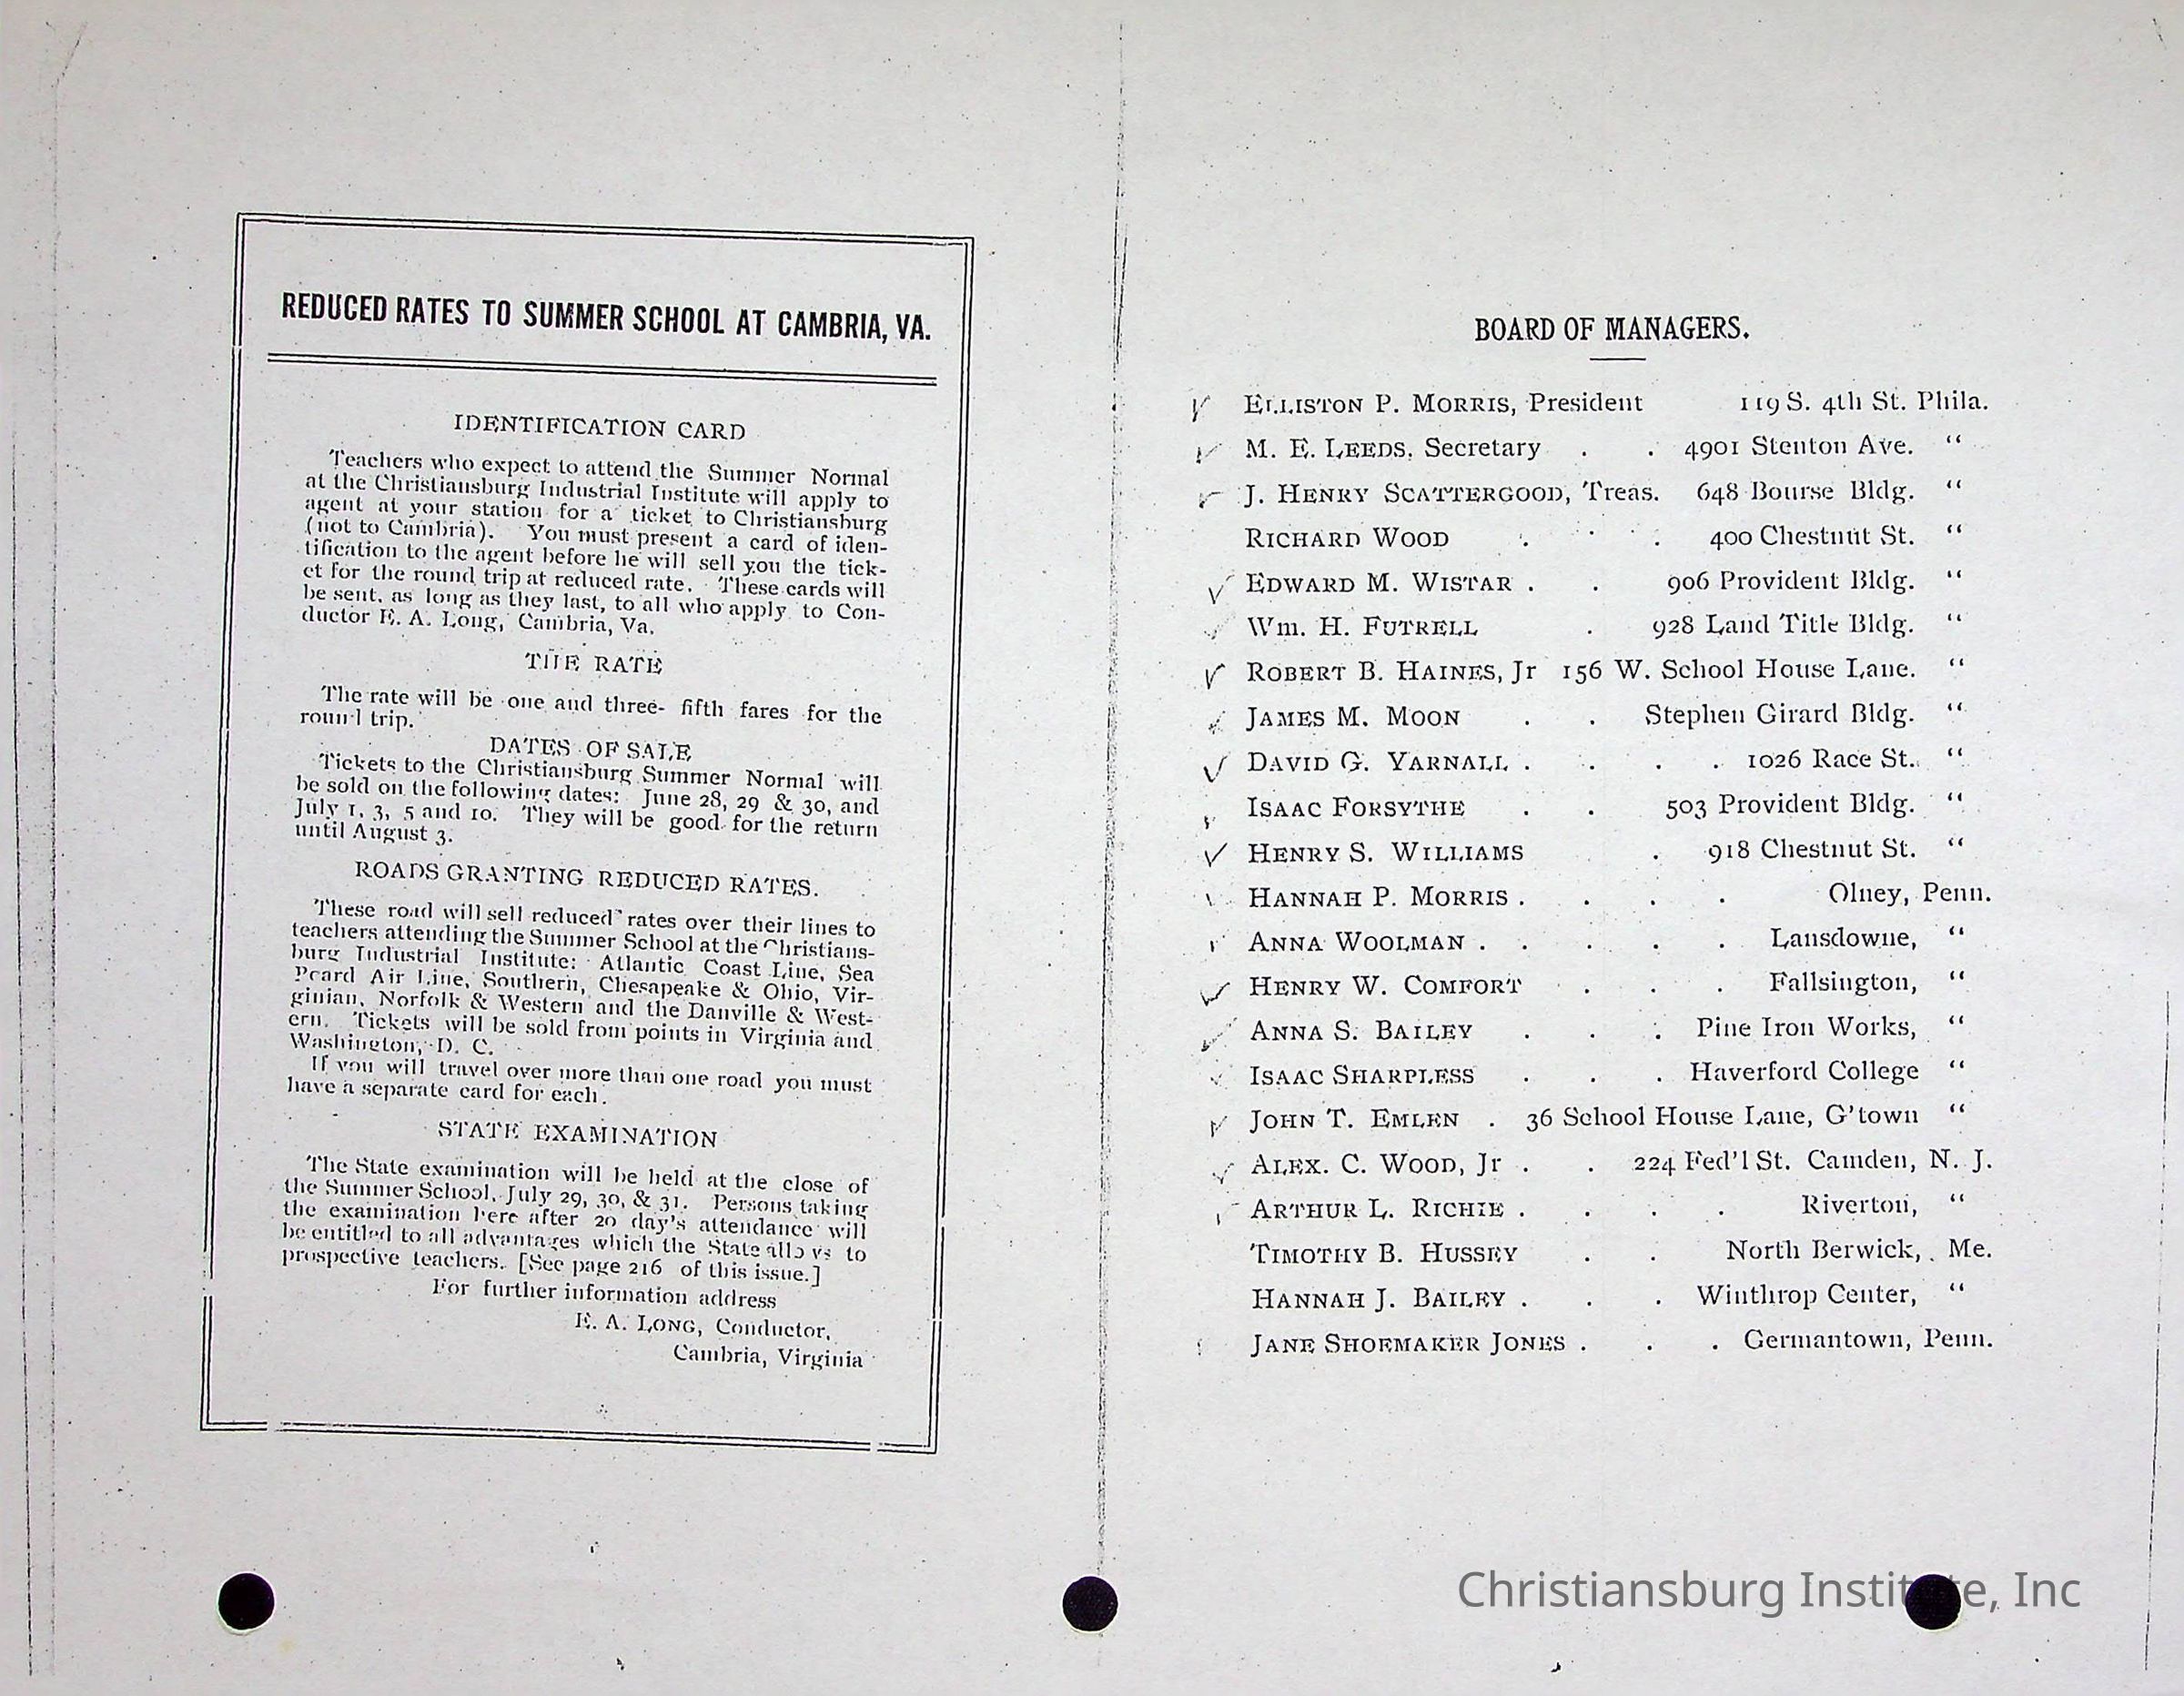 REDUCED RATES TO SUMMER SCHOOL AT CAMBRIA, VA.
IDENTIFICATION CARD
Teachers who expect to attend the Summer Normal
at the Christiansburg Industrial Institute will apply to
agent at your station for a ticket to Christiansburg
(not to Cambria). You must present a card of iden-
tification to the agent before he will sell you the tick-
et for the round trip at reduced rate. These cards will
be sent, as long as they last, to all who apply to Con-
ductor E. A. Long, Cambria, Va.
THE RATE
The rate will be one and three- fifth fares for the
round trip.
DATES OF SALE
Tickets to the Christiansburg Summer Normal will
be sold on the following dates: June 28, 29 & 30, and
July 1, 3, 5 and 10. They will be good for the return
until August 3.
ROADS GRANTING REDUCED RATES.
These road will sell reduced rates over their lines to
teachers attending the Summer School at the Christians-
burg Industrial Institute: Atlantic Coast Line, Sea
Board Air Line, Southern, Chesapeake & Ohio, Vir-
ginian, Norfolk & Western and the Danville & West-
ern. Tickets will be sold from points in Virginia and
Washington, D. C.
If you will travel over more than one road you must
have a separate card for each.
STATE EXAMINATION
The State examination will be held at the close of
the Summer School, July 29, 30, & 31. Persons taking
the examination here after 20 day's attendance will
be entitled to all advantages which the State allows to
prospective teachers. [See page 216 of this issue.]
For further information address
E. A. LONG, Conductor,
Cambria, Virginia
BOARD OF MANAGERS.
ELLISTON P. MORRIS, President 119 S. 4th St. Phila.
M. E. LEEDS, Secretary . . 4901 Stenton Ave. “
J. HENRY SCATTERGOOD, Treas. 648 Bourse Bldg. “
RICHARD WOOD . . . 400 Chestnut St. “
EDWARD M. WISTAR . . 906 Provident Bldg. “
Wm. H. FUTRELL . 928 Land Title Bldg. “
ROBERT B. HAINES, Jr 156 W. School House Lane. “
JAMES M. MOON . . Stephen Girard Bldg. “
DAVID G. YARNALL . . . . 1026 Race St. “
ISAAC FORSYTHE . . 503 Provident Bldg. “
HENRY S. WILLIAMS . 918 Chestnut St. “
HANNAH P. MORRIS . . . . Olney, Penn.
ANNA WOOLMAN . . . . . Lansdowne, “
HENRY W. COMFORT . . . Fallsington, “
ANNA S. BAILEY . . . Pine Iron Works, “
ISAAC SHARPLESS . . . Haverford College “
JOHN T. EMLEN . 36 School House Lane, G'town “
ALEX. C. WOOD, Jr . . 224 Fed'l St. Camden, N. J.
ARTHUR L. RICHIE . . . . Riverton, “
TIMOTHY B. HUSSEY . . North Berwick, Me.
HANNAH J. BAILEY . . . Winthrop Center, “
JANE SHOEMAKER JONES . . . Germantown, Penn.
Christiansburg Institute, Inc